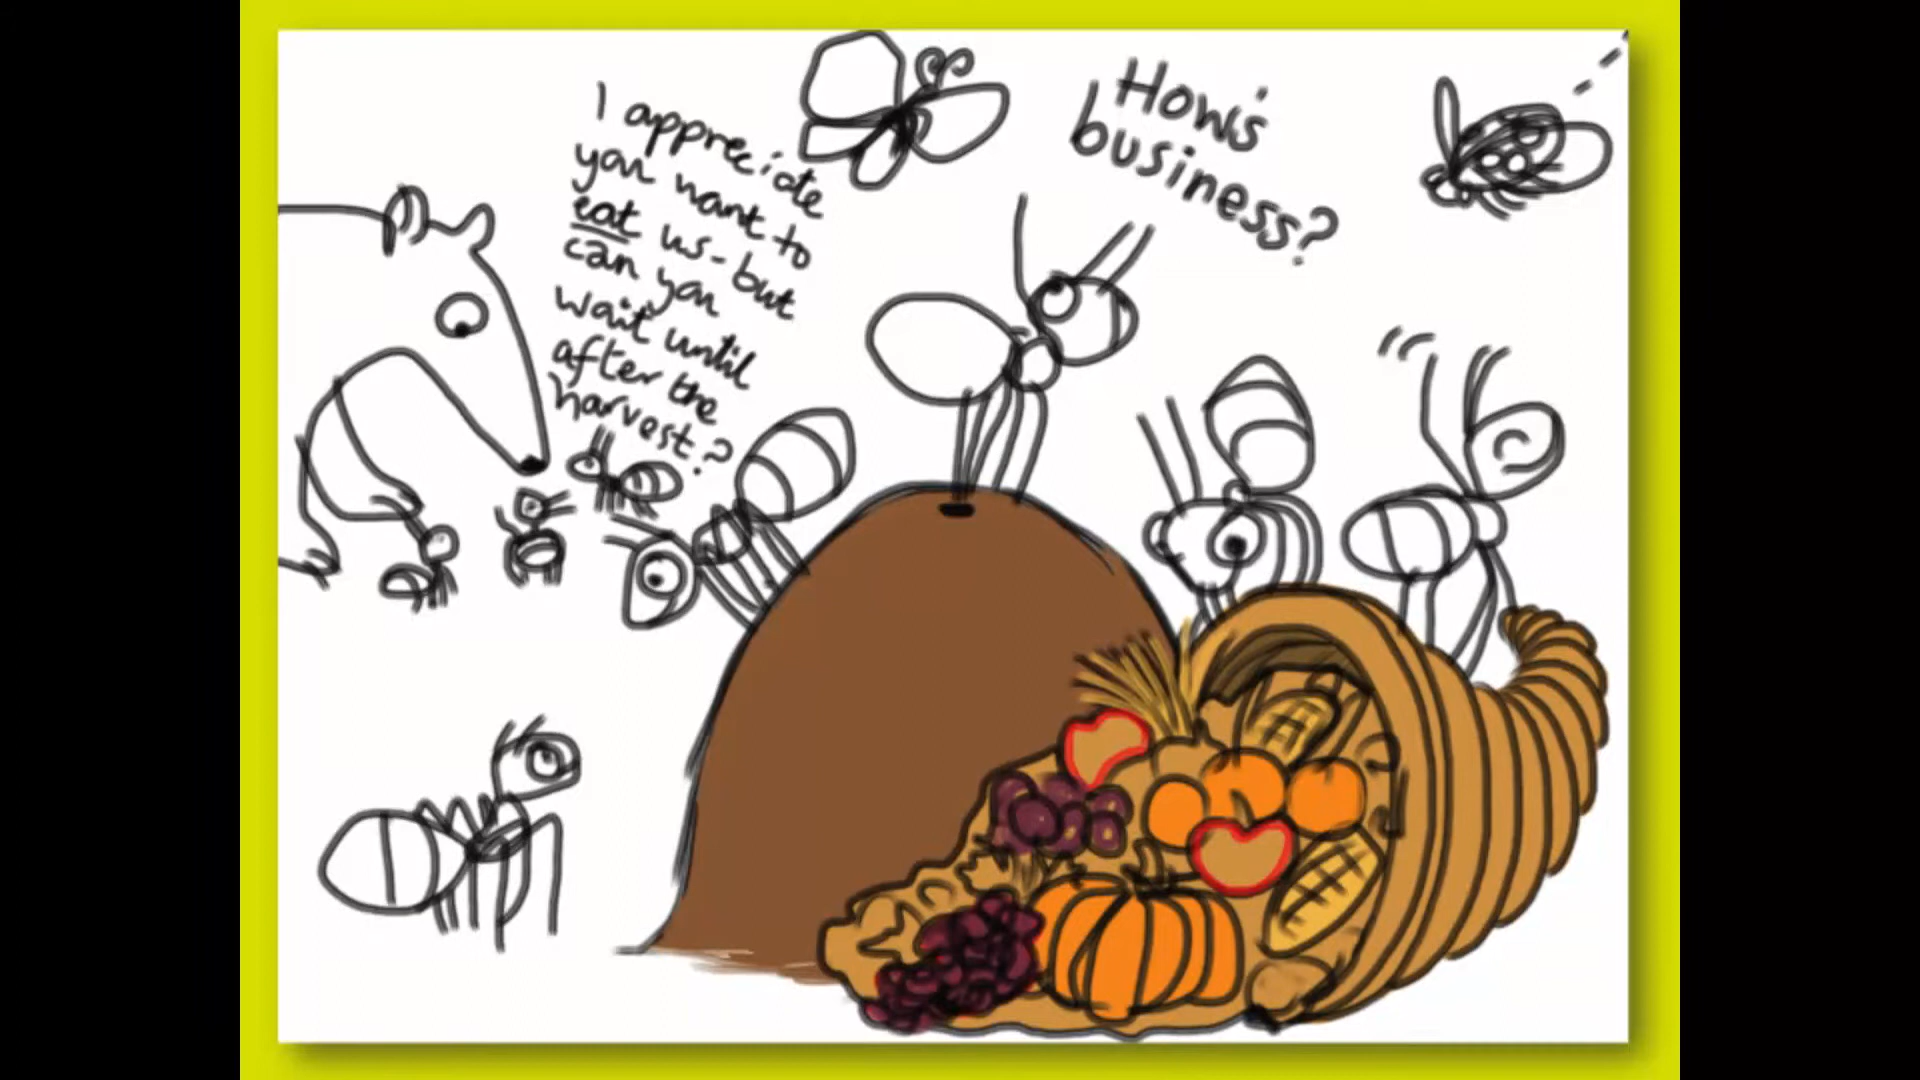 I appreciate
you want to
eat us - but
can you
wait until
after the
harvest?
How's
business?